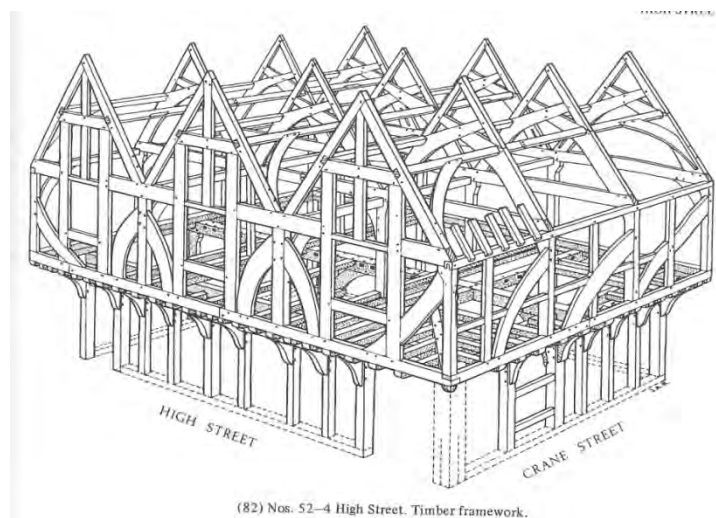 HIGH STREET
CRANE STREET
(82) Nos. 52–4 High Street. Timber framework.